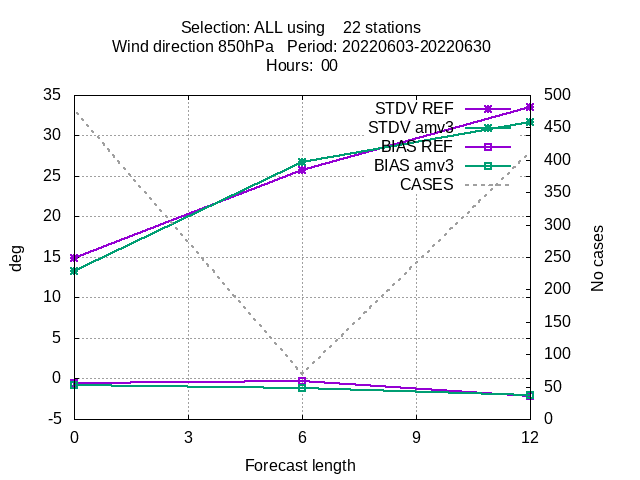 Selection: ALL using    22 stations
Wind direction 850hPa   Period: 20220603-20220630
Hours:  00
STDV REF
STDV amv3
BIAS REF
BIAS amv3
CASES
35
30
25
20
15
10
5
0
-5
deg
500
450
400
350
300
250
200
150
100
50
0
No cases
0 3 6 9 12
Forecast length